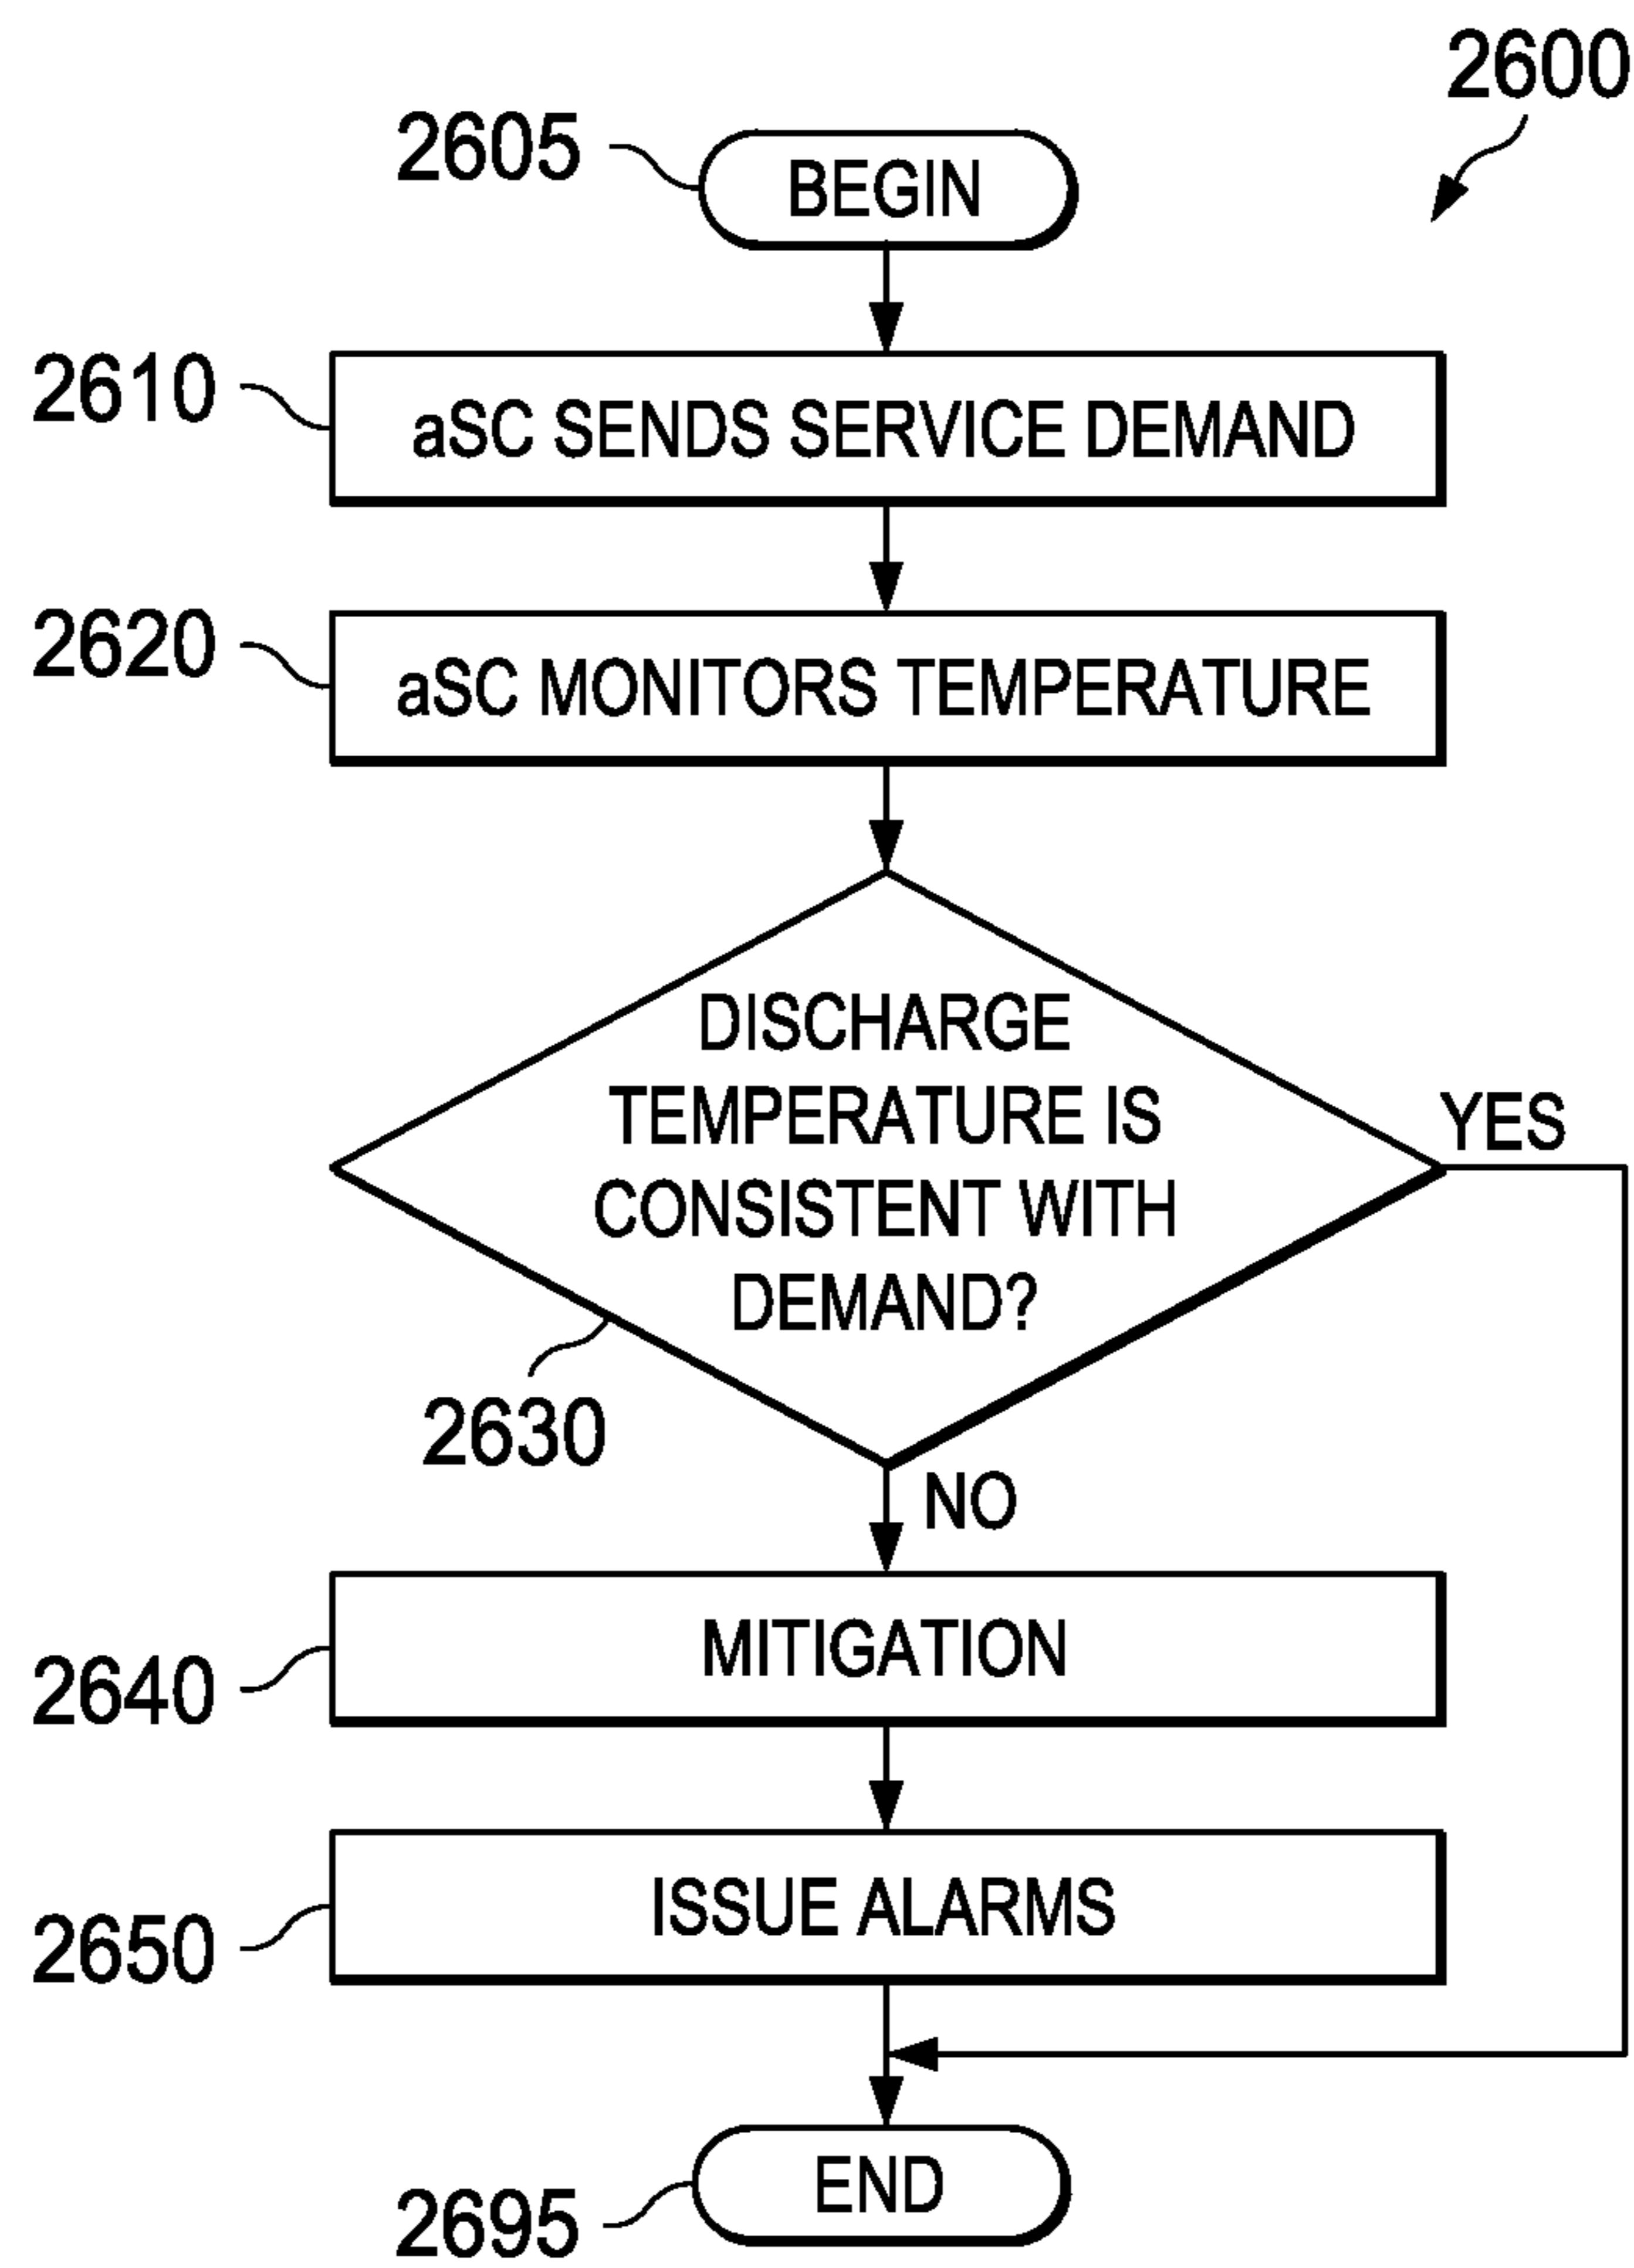 2600
2605
BEGIN
2610
aSC SENDS SERVICE DEMAND
2620
aSC MONITORS TEMPERATURE
DISCHARGE
TEMPERATURE IS
CONSISTENT WITH
DEMAND?
YES
2630
NO
2640
MITIGATION
2650
ISSUE ALARMS
2695
END